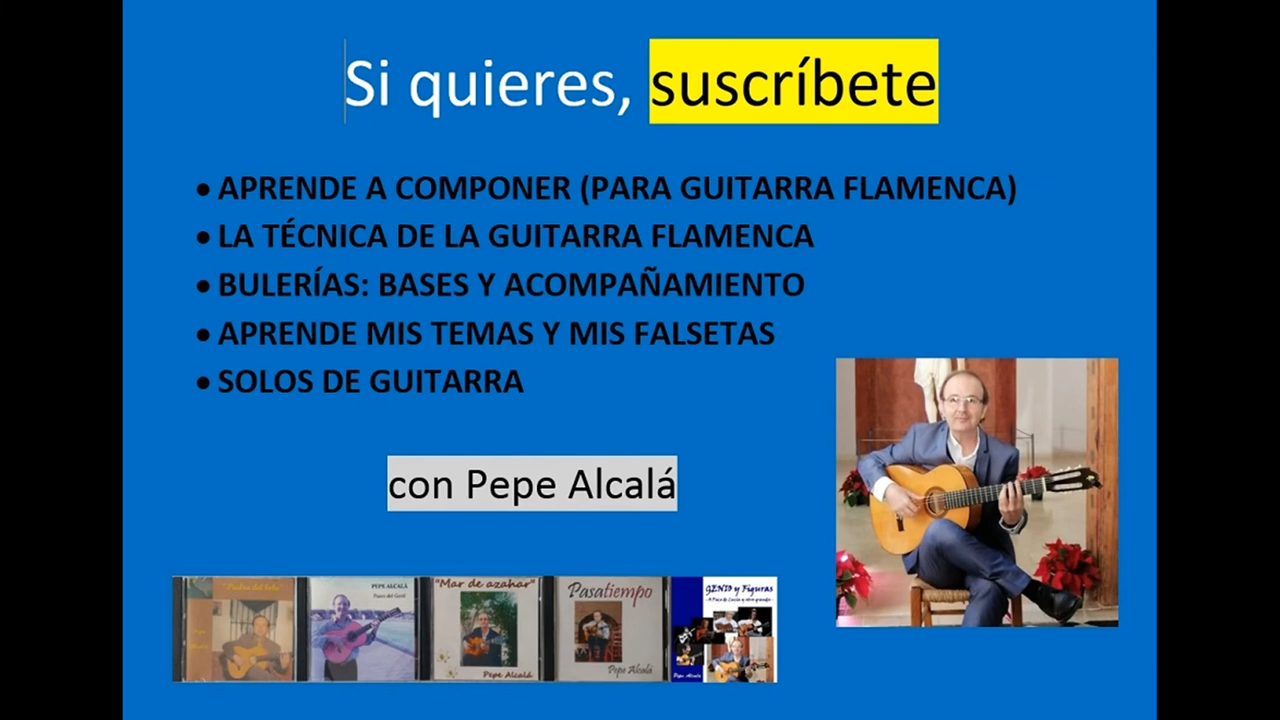 Si quieres, suscríbete
• APRENDE A COMPONER (PARA GUITARRA FLAMENCA)
• LA TÉCNICA DE LA GUITARRA FLAMENCA
• BULERÍAS: BASES Y ACOMPAÑAMIENTO
• APRENDE MIS TEMAS Y MIS FALSETAS
• SOLOS DE GUITARRA
con Pepe Alcalá
PEPE ALCALÁ
"Mar de azahar"
Pepe Alcalá
Pasatiempo
Pepe Alcalá
GENIO y Figuras
Pepe Alcalá